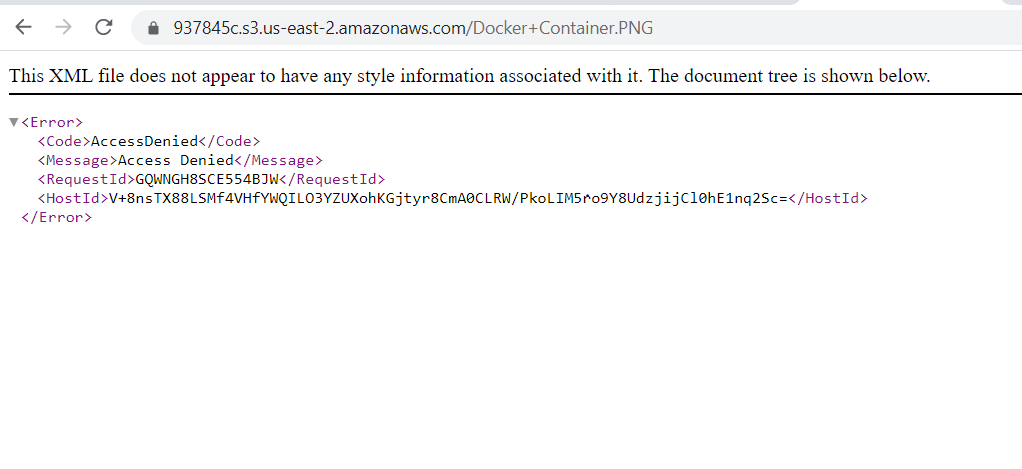 937845c.s3.us-east-2.amazonaws.com/Docker+Container.PNG
This XML file does not appear to have any style information associated with it. The document tree is shown below.
▼<Error>
<Code>AccessDenied</Code>
<Message>Access Denied</Message>
<RequestId>GQWNGH8SCE554BJW</RequestId>
<HostId>V+8nsTX88LSMf4VHfYWQILO3YZUXohKGjtyr8CmA0CLRW/PkoLIM5ro9Y8UdzjijCl0hE1nq2Sc=</HostId>
</Error>